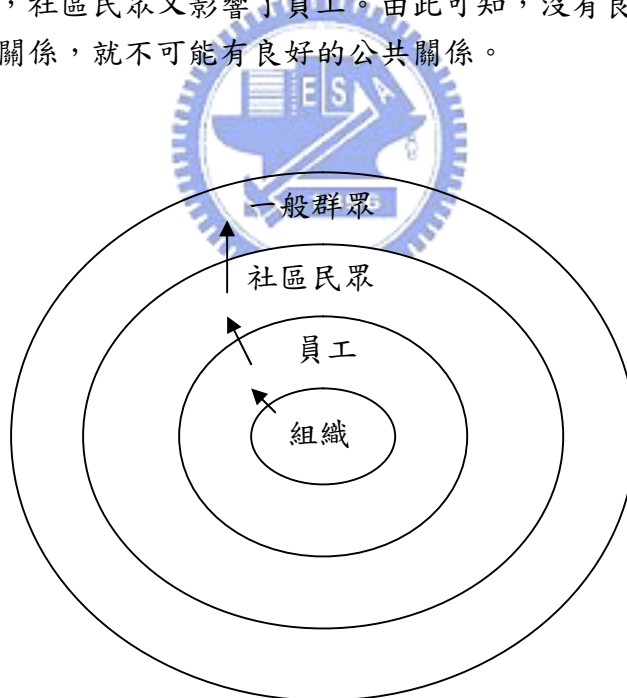 ，社區民眾又影響了員工。由此可知，沒有良
關係，就不可能有良好的公共關係。
E S A
一般群眾
1896
社區民眾
員工
組織